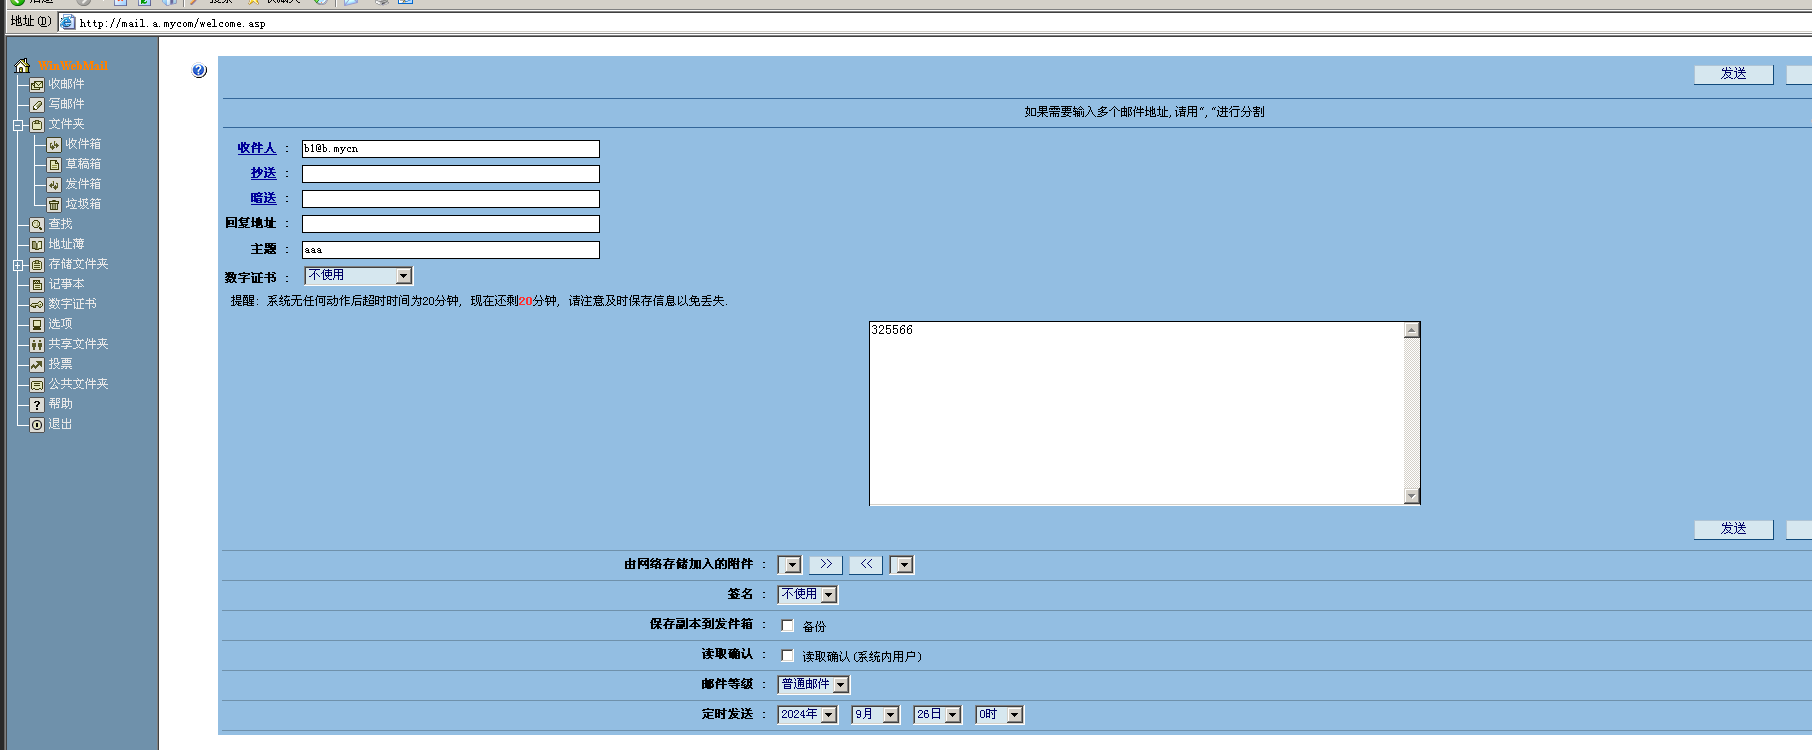 地址(D) http://mail.a.mycom/welcome.asp
WinWebMail
收邮件
写邮件
文件夹
收件箱
草稿箱
发件箱
垃圾箱
查找
地址薄
存储文件夹
记事本
数字证书
选项
共享文件夹
投票
公共文件夹
帮助
退出
发送
如果需要输入多个邮件地址,请用“,”进行分割
收件人 : b1@b.mycn
抄送 :
暗送 :
回复地址 :
主题 : aaa
数字证书 : 不使用
提醒: 系统无任何动作后超时时间为20分钟, 现在还剩20分钟, 请注意及时保存信息以免丢失.
325566
发送
由网络存储加入的附件 : >> <<
签名 : 不使用
保存副本到发件箱 : 备份
读取确认 : 读取确认(系统内用户)
邮件等级 : 普通邮件
定时发送 : 2024年 9月 26日 0时